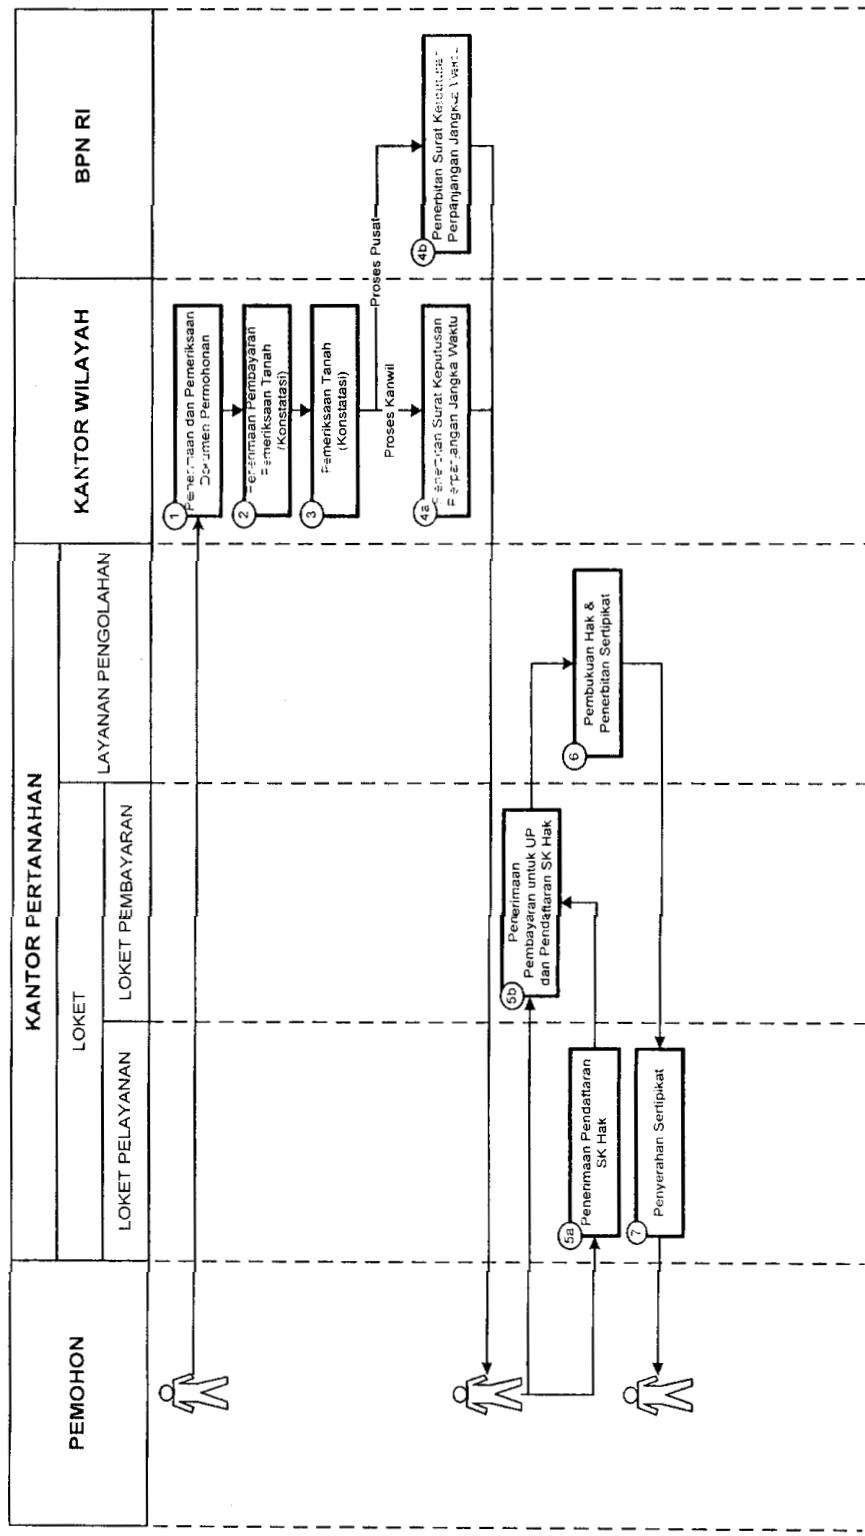 PEMOHON
KANTOR PERTANAHAN
LOKET
LOKET PELAYANAN
LOKET PEMBAYARAN
LAYANAN PENGOLAHAN
KANTOR WILAYAH
BPN RI
1
Penerimaan dan Pemeriksaan
Dokumen Permohonan
2
Penerimaan Pembayaran
Pemeriksaan Tanah
(Konstatasi)
3
Pemeriksaan Tanah
(Konstatasi)
Proses Kanwil
Proses Pusat
4a
Penerbitan Surat Keputusan
Perpanjangan Jangka Waktu
4b
Penerbitan Surat Keputusan
Perpanjangan Jangka Waktu
5b
Penerimaan
Pembayaran untuk UP
dan Pendaftaran SK Hak
5a
Penerimaan Pendaftaran
SK Hak
6
Pembukuan Hak &
Penerbitan Sertipikat
7
Penyerahan Sertipikat